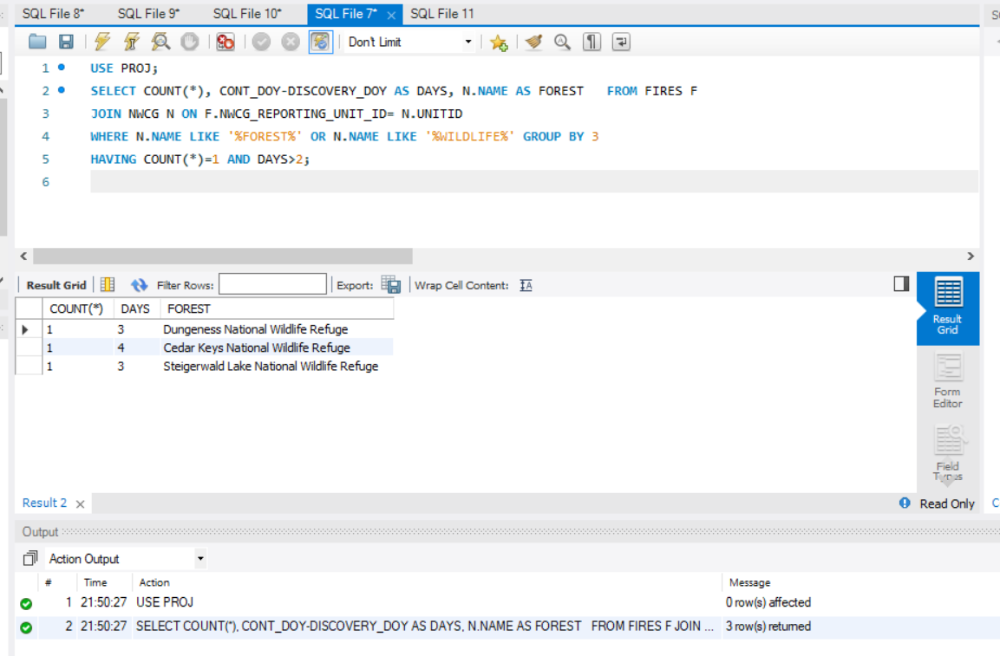 SQL File 8* SQL File 9* SQL File 10* SQL File 7* SQL File 11
Don't Limit
1 USE PROJ;
2 SELECT COUNT(*), CONT_DOY-DISCOVERY_DOY AS DAYS, N.NAME AS FOREST FROM FIRES F
3 JOIN NWCG N ON F.NWCG_REPORTING_UNIT_ID= N.UNITID
4 WHERE N.NAME LIKE '%FOREST%' OR N.NAME LIKE '%WILDLIFE%' GROUP BY 3
5 HAVING COUNT(*)=1 AND DAYS>2;
6
Result Grid Filter Rows: Export: Wrap Cell Content:
COUNT(*) DAYS FOREST
1 3 Dungeness National Wildlife Refuge
1 4 Cedar Keys National Wildlife Refuge
1 3 Steigerwald Lake National Wildlife Refuge
Result
Grid
Form
Editor
Field
Types
Result 2 Read Only
Output
Action Output
# Time Action Message
1 21:50:27 USE PROJ 0 row(s) affected
2 21:50:27 SELECT COUNT(*), CONT_DOY-DISCOVERY_DOY AS DAYS, N.NAME AS FOREST FROM FIRES F JOIN ... 3 row(s) returned